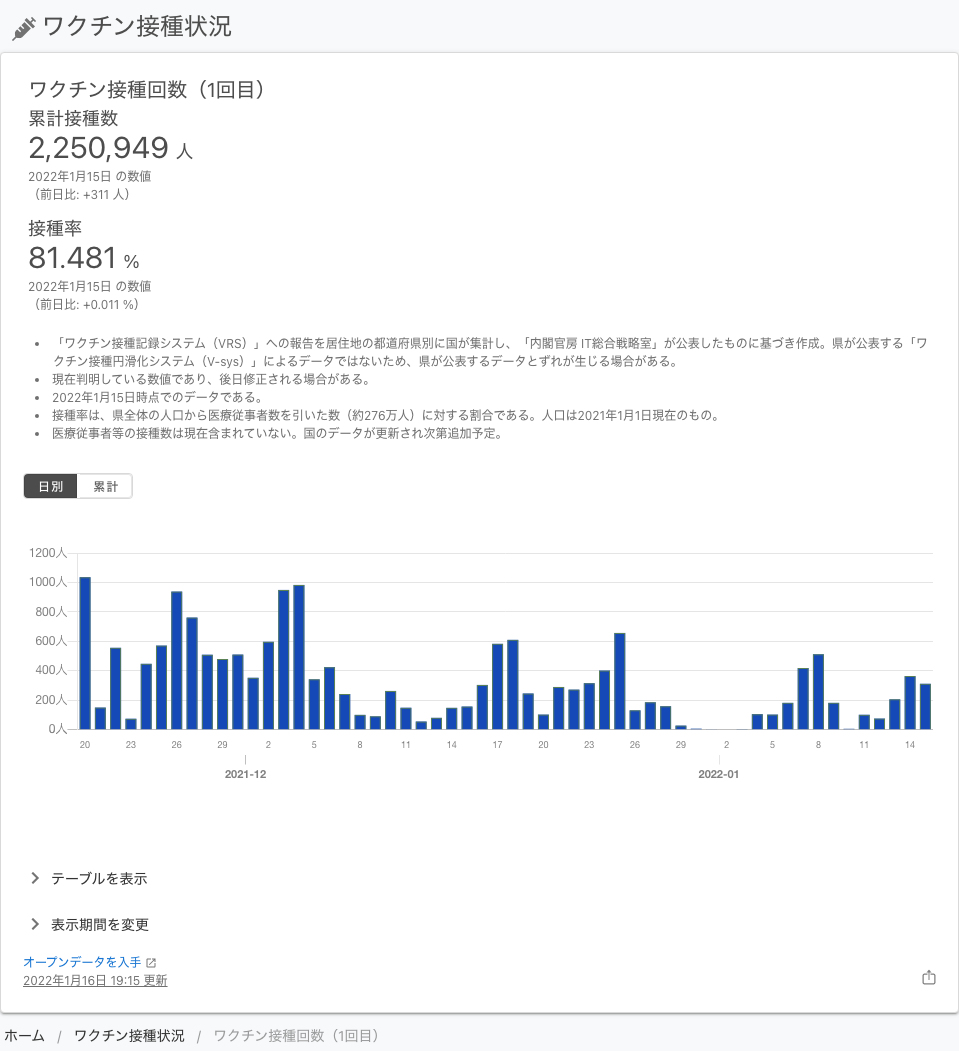 ワクチン接種状況
ワクチン接種回数（1回目）
累計接種数
2,250,949 人
2022年1月15日 の数値
（前日比: +311 人）
接種率
81.481 %
2022年1月15日 の数値
（前日比: +0.011 %）
• 「ワクチン接種記録システム（VRS）」への報告を居住地の都道府県別に国が集計し、「内閣官房 IT総合戦略室」が公表したものに基づき作成。県が公表する「ワ
クチン接種円滑化システム（V-sys）」によるデータではないため、県が公表するデータとずれが生じる場合がある。
• 現在判明している数値であり、後日修正される場合がある。
• 2022年1月15日時点でのデータである。
• 接種率は、県全体の人口から医療従事者数を引いた数（約276万人）に対する割合である。人口は2021年1月1日現在のもの。
• 医療従事者等の接種数は現在含まれていない。国のデータが更新され次第追加予定。
日別 累計
1200人
1000人
800人
600人
400人
200人
0人
20 23 26 29 2 5 8 11 14 17 20 23 26 29 2 5 8 11 14
2021-12 2022-01
テーブルを表示
表示期間を変更
オープンデータを入手
2022年1月16日 19:15 更新
ホーム / ワクチン接種状況 / ワクチン接種回数（1回目）